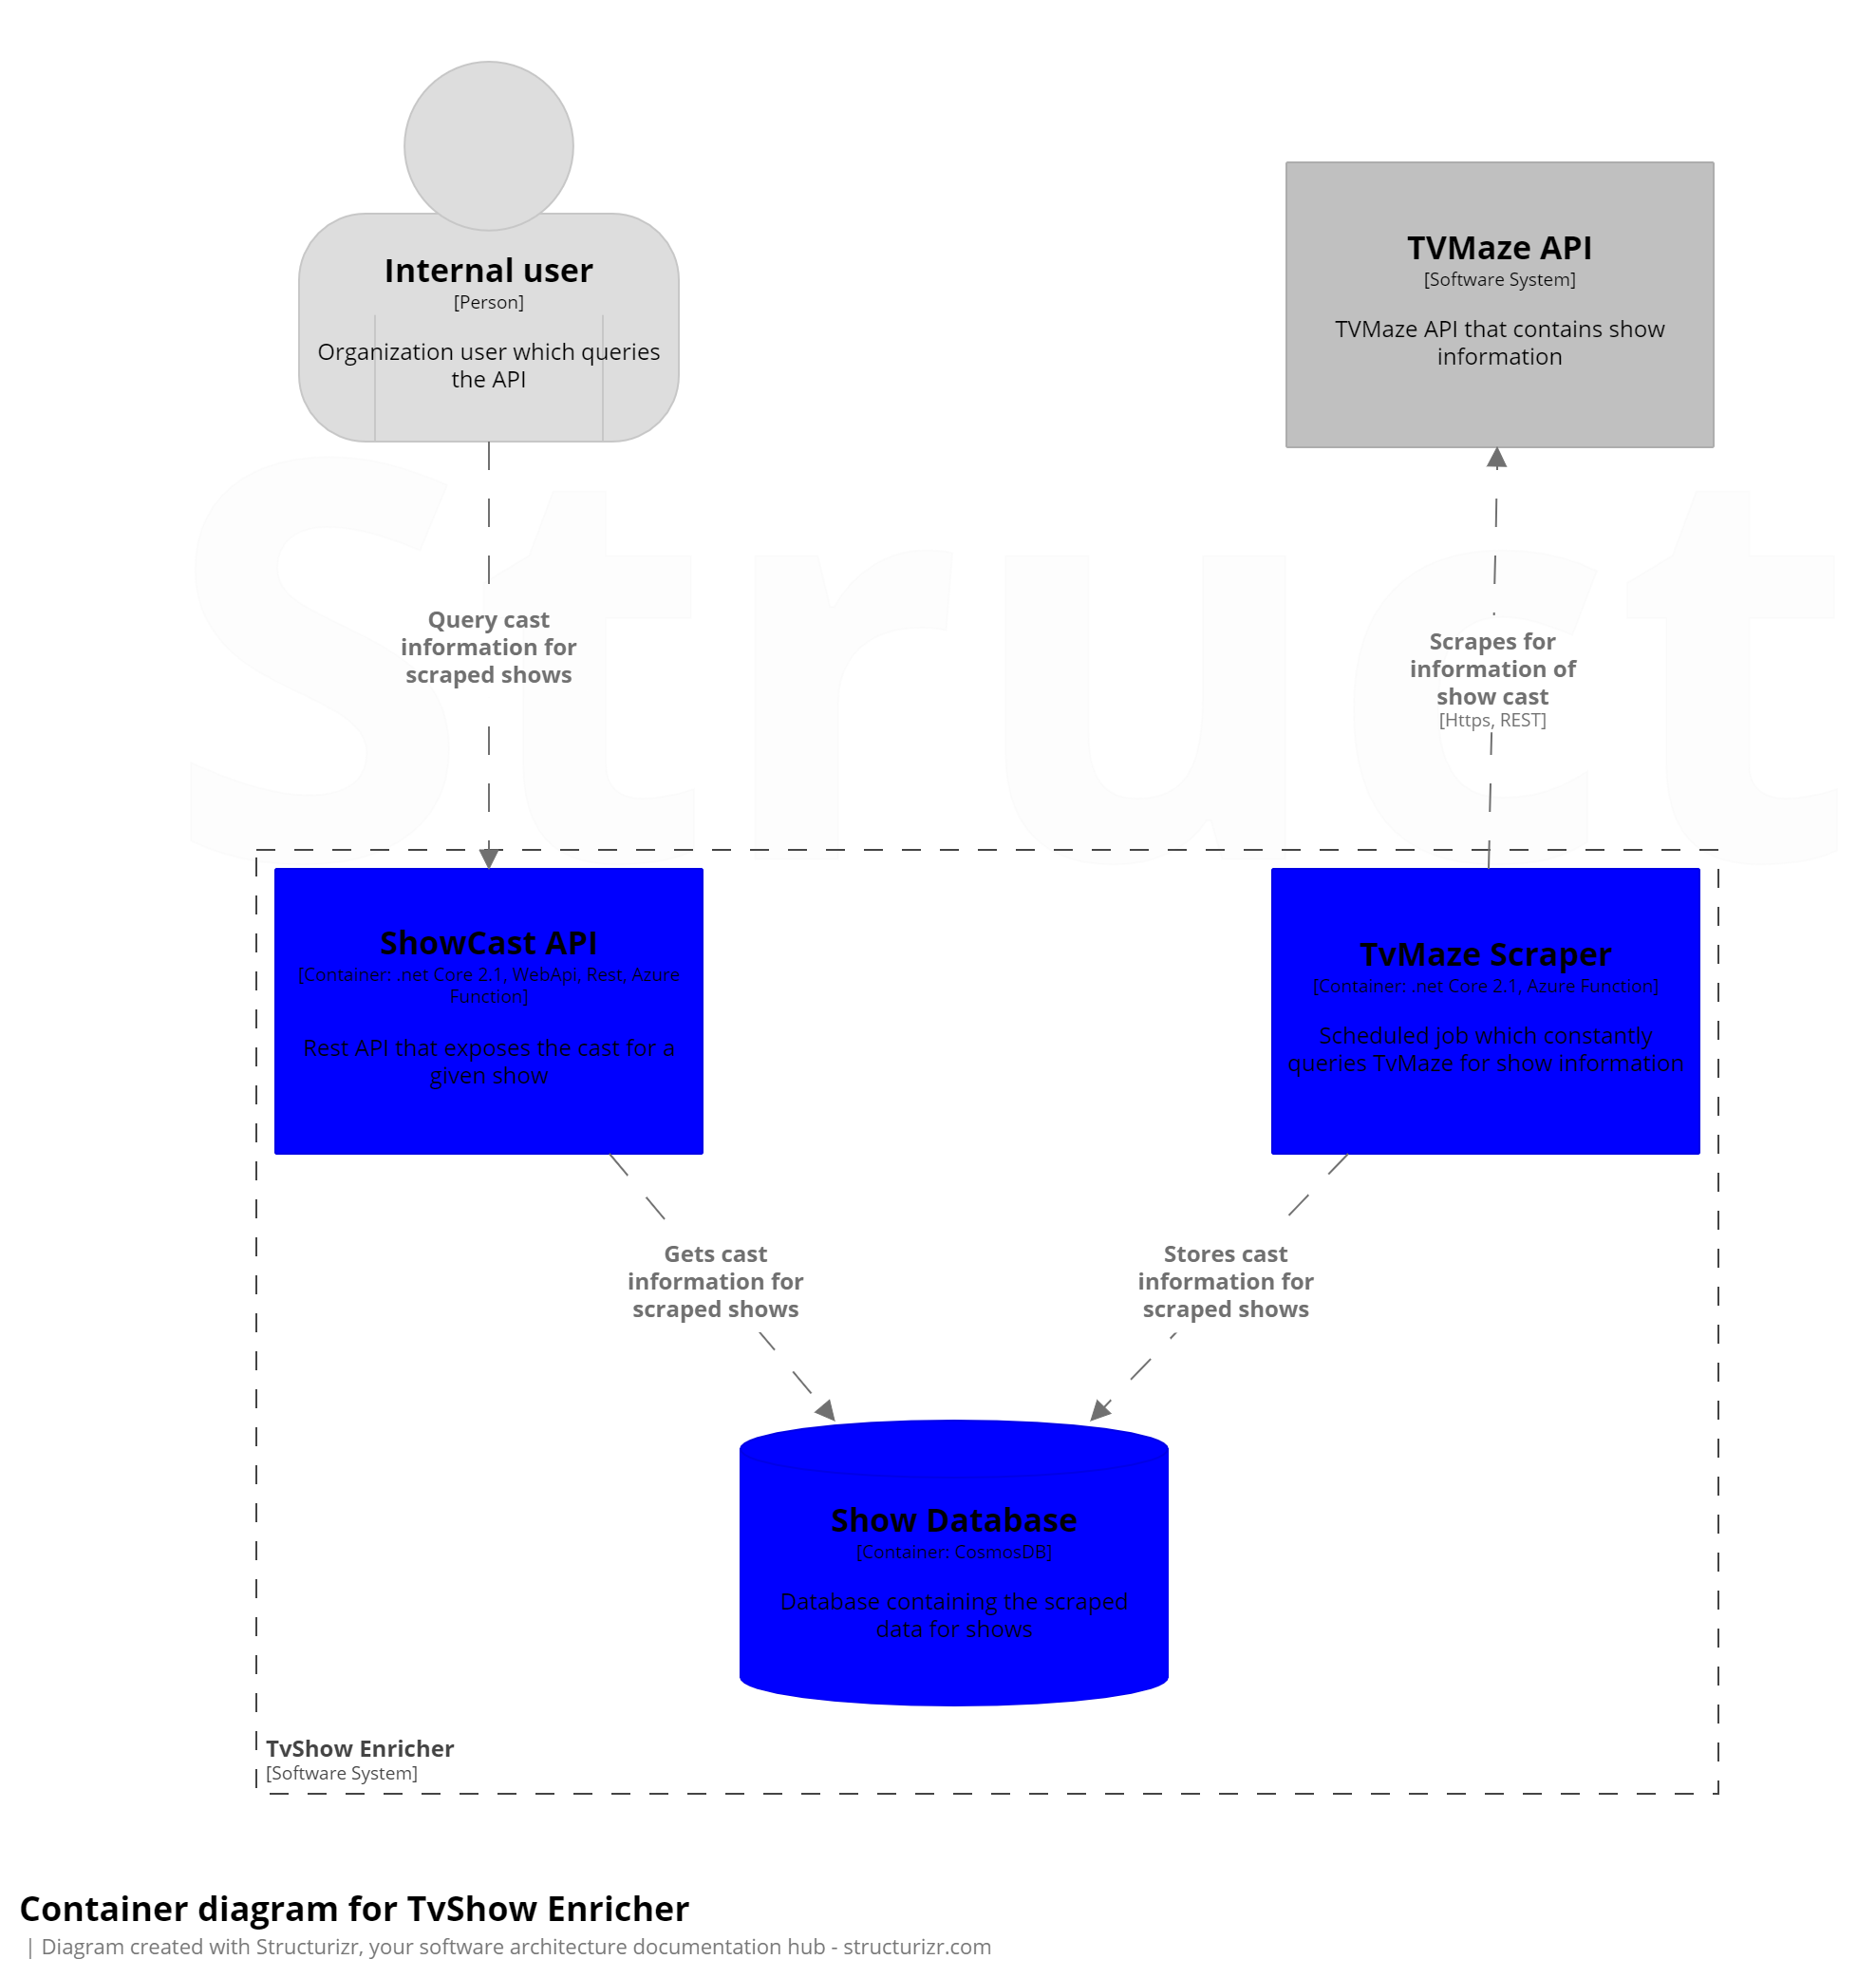 Internal user
[Person]
Organization user which queries
the API
TVMaze API
[Software System]
TVMaze API that contains show
information
Query cast
information for
scraped shows
Scrapes for
information of
show cast
[Https, REST]
Struct
ShowCast API
[Container: .net Core 2.1, WebApi, Rest, Azure
Function]
Rest API that exposes the cast for a
given show
TvMaze Scraper
[Container: .net Core 2.1, Azure Function]
Scheduled job which constantly
queries TvMaze for show information
Gets cast
information for
scraped shows
Stores cast
information for
scraped shows
Show Database
[Container: CosmosDB]
Database containing the scraped
data for shows
TvShow Enricher
[Software System]
Container diagram for TvShow Enricher
| Diagram created with Structurizr, your software architecture documentation hub - structurizr.com